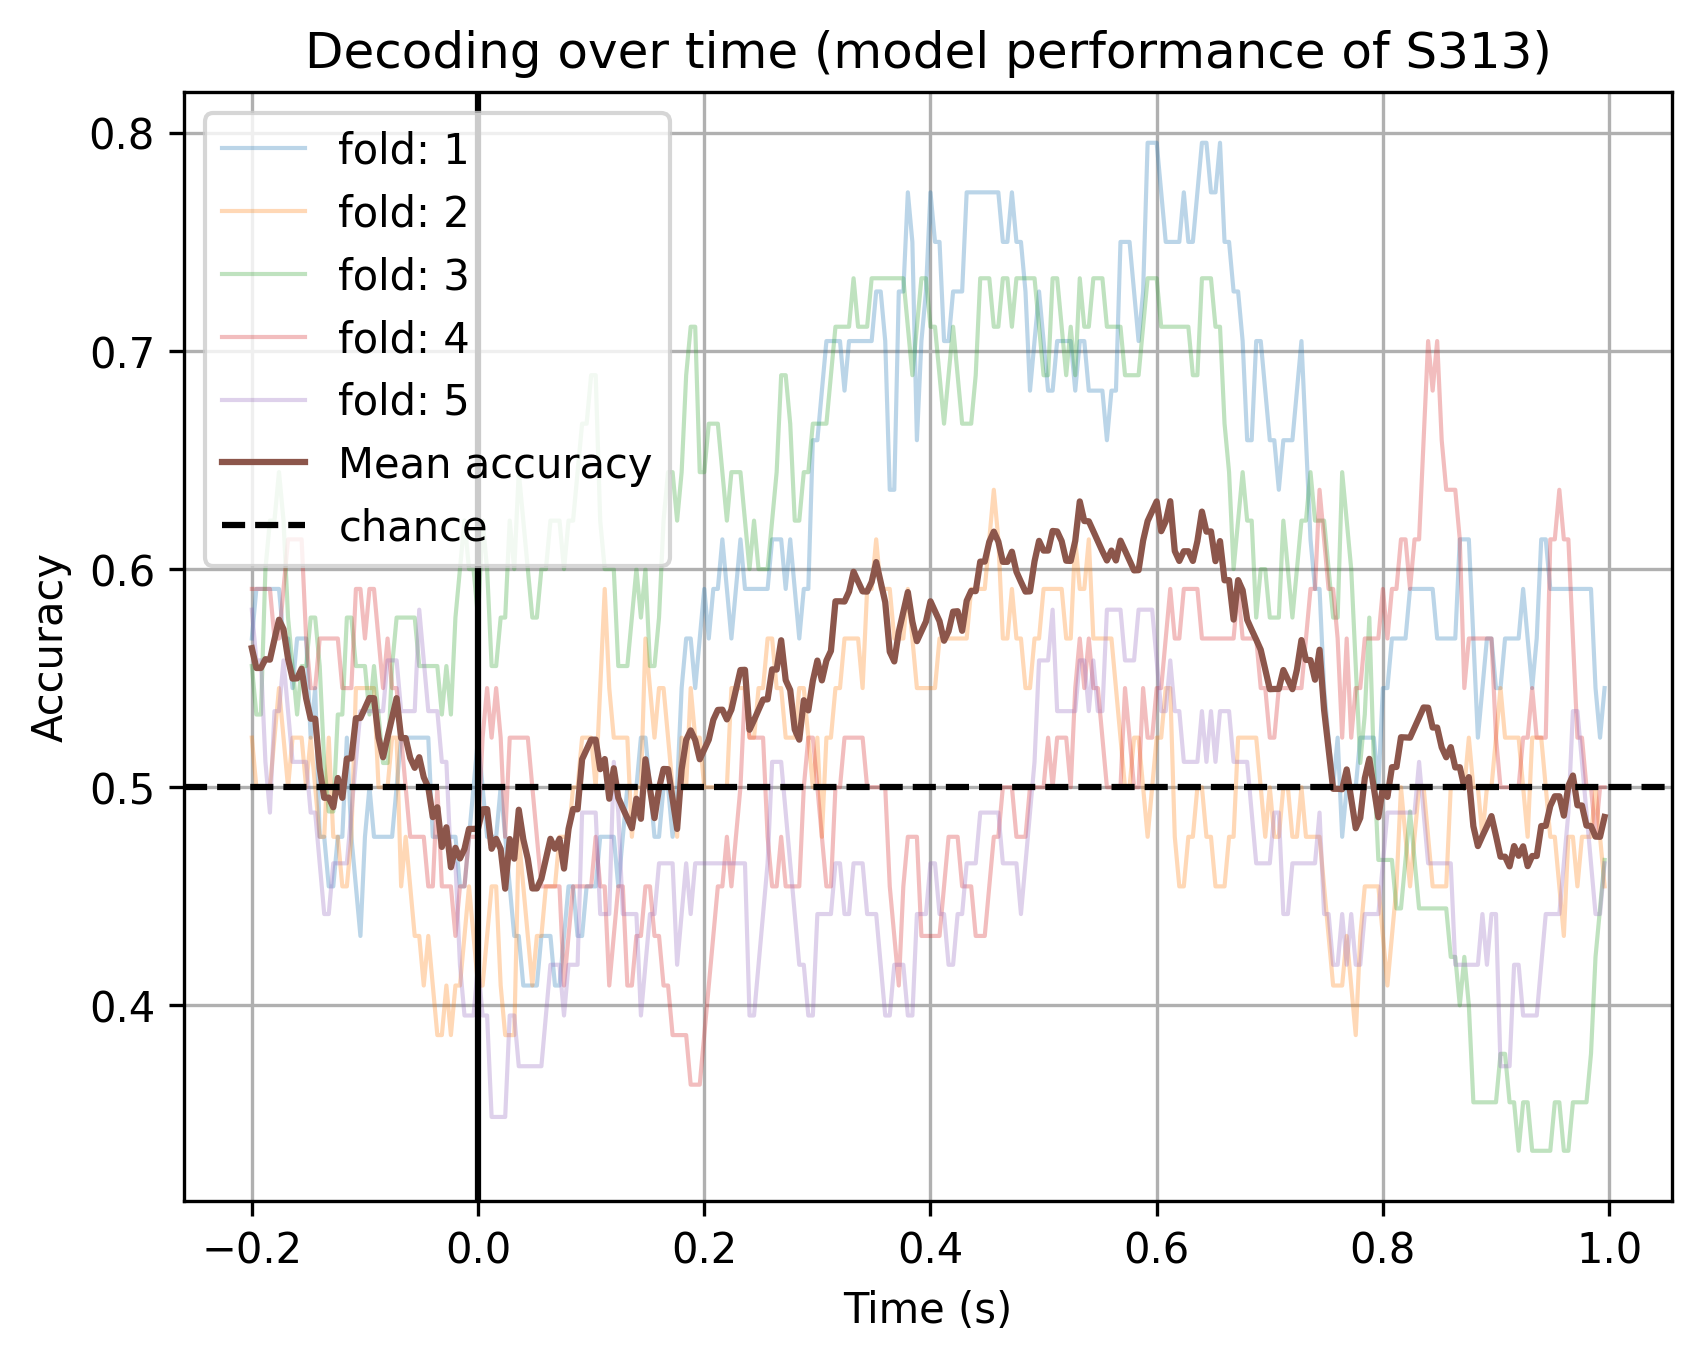 Decoding over time (model performance of S313)
Accuracy
0.8
0.7
0.6
0.5
0.4
fold: 1
fold: 2
fold: 3
fold: 4
fold: 5
Mean accuracy
chance
−0.2 0.0 0.2 0.4 0.6 0.8 1.0
Time (s)